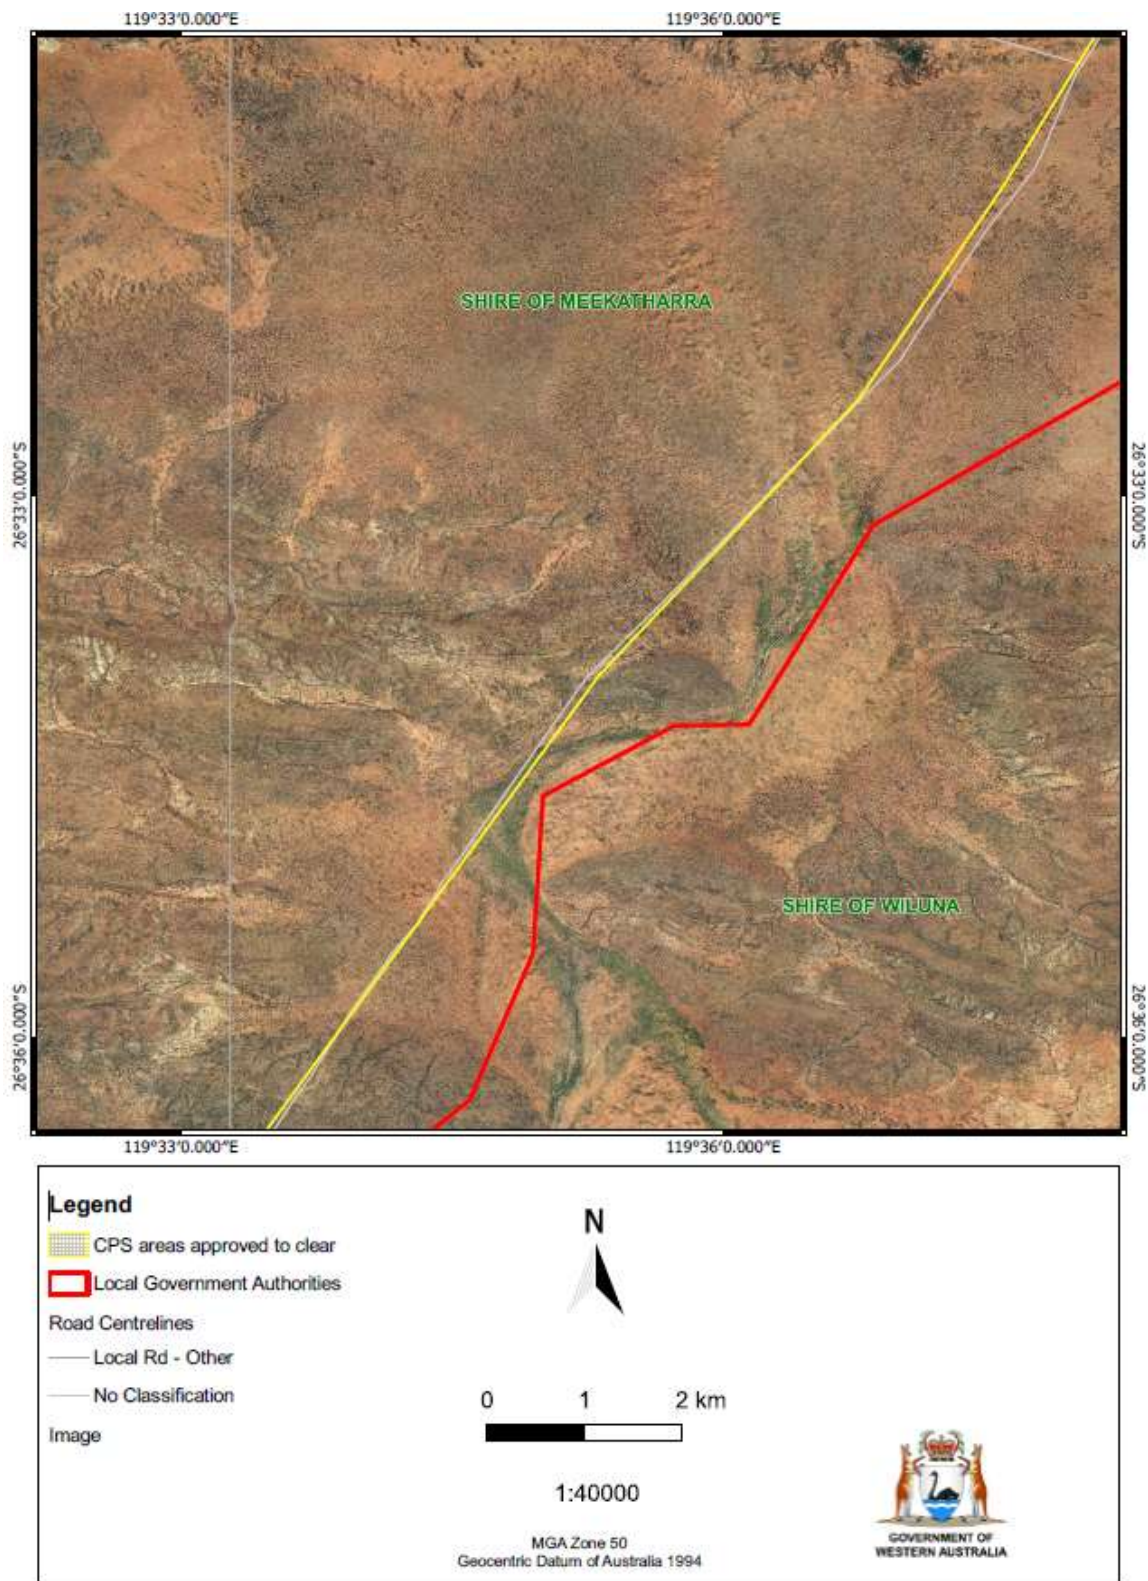 119°33'0.000"E 119°36'0.000"E
SHIRE OF MEEKATHARRA
26°33'0.000"S 26°33'0.000"S
SHIRE OF WILUNA
26°36'0.000"S 26°36'0.000"S
119°33'0.000"E 119°36'0.000"E
Legend
CPS areas approved to clear
Local Government Authorities
Road Centrelines
Local Rd - Other
No Classification
Image
N
0 1 2 km
1:40000
MGA Zone 50
Geocentric Datum of Australia 1994
GOVERNMENT OF
WESTERN AUSTRALIA